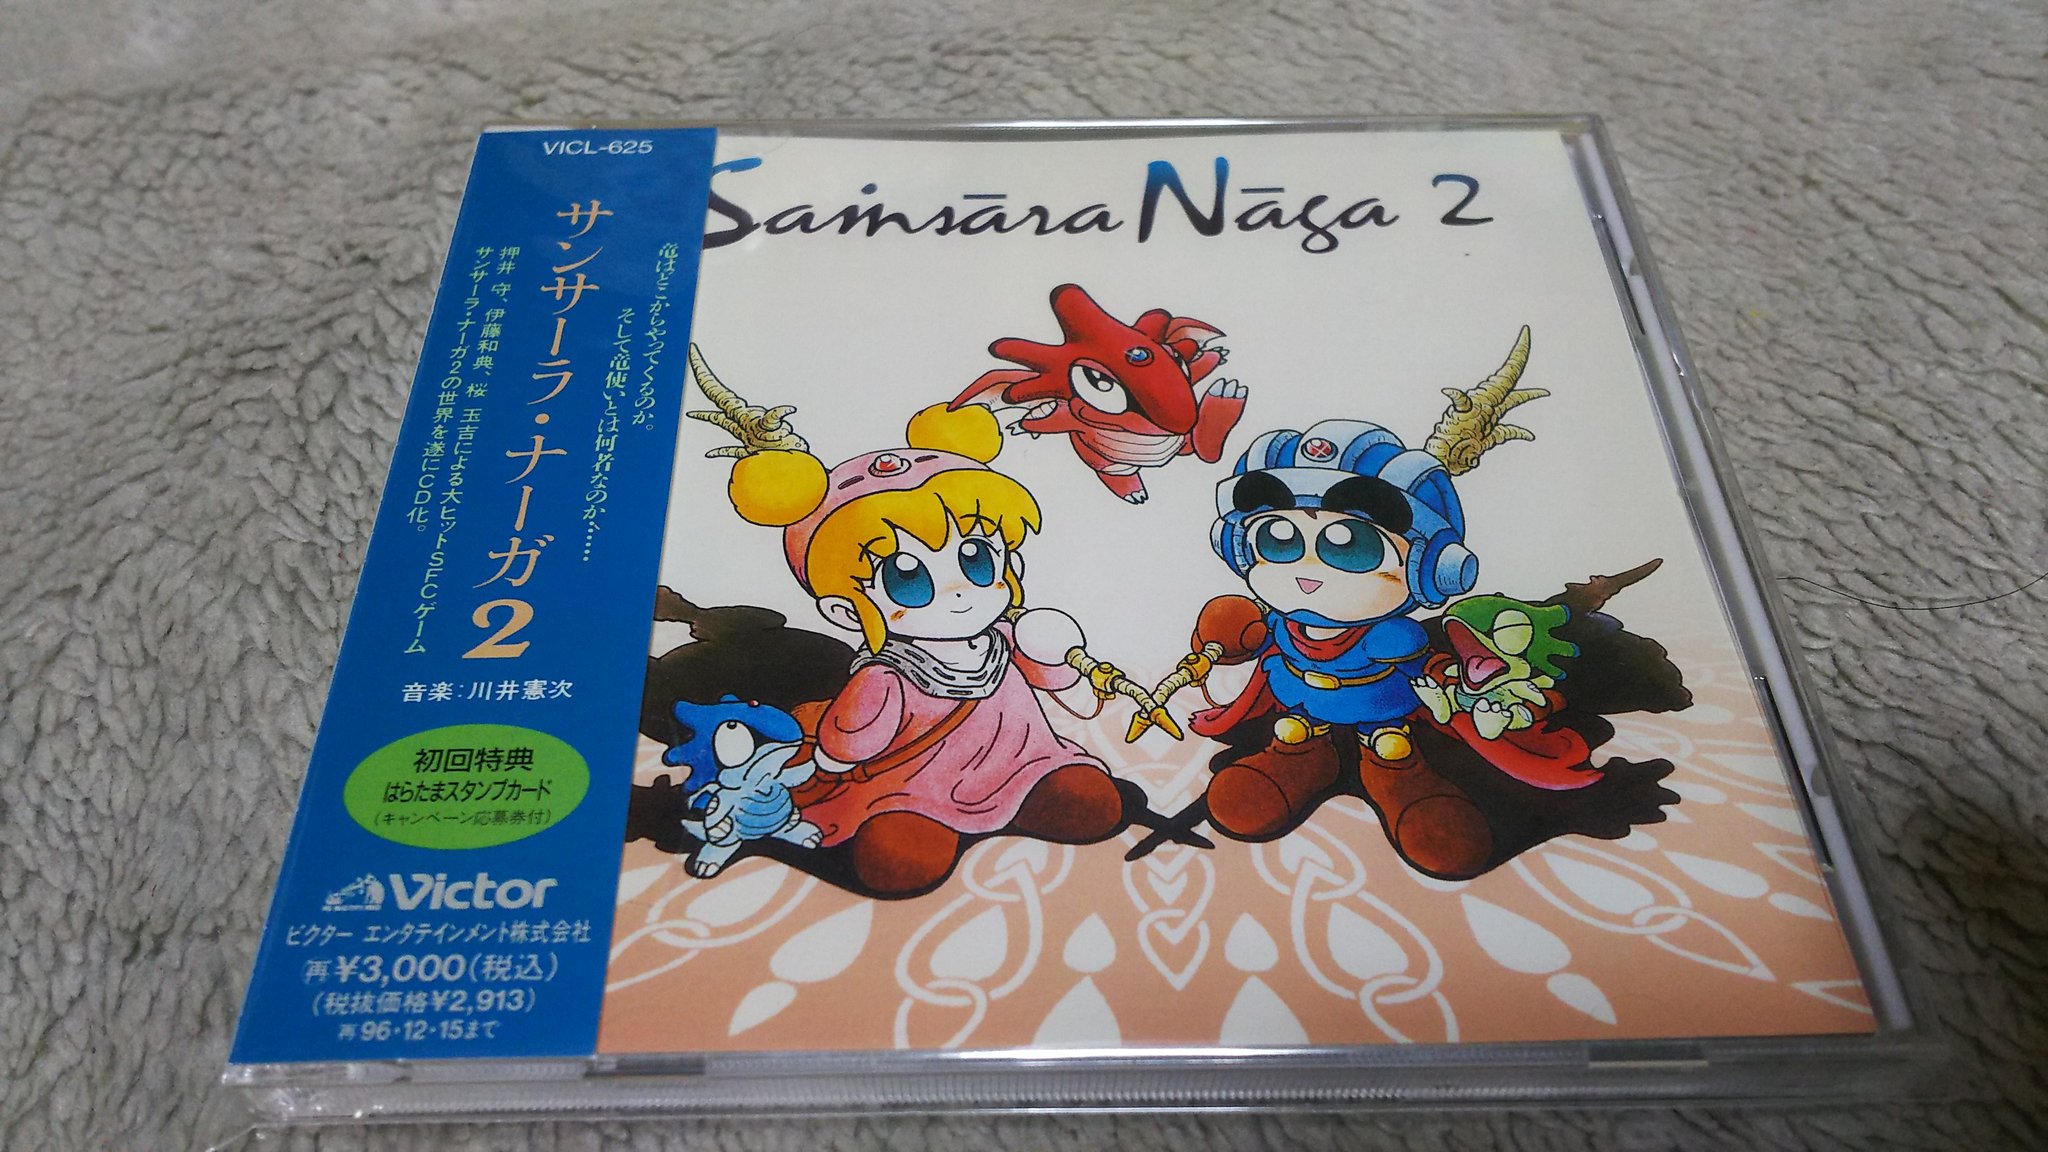 VICL-625
竜はどこからやってくるのか。
そして竜使いとは何者なのか……
サンサーラ・ナーガ2
押井 守、伊藤和典、桜 玉吉による大ヒットSFCゲーム
サンサーラ・ナーガ2の世界を遂にCD化。
音楽:川井憲次
初回特典
はらたまスタンプカード
(キャンペーン応募券付)
Victor
ビクター エンタテインメント株式会社
再¥3,000(税込)
(税抜価格¥2,913)
再96・12・15まで
Saṁsāra Nāga 2